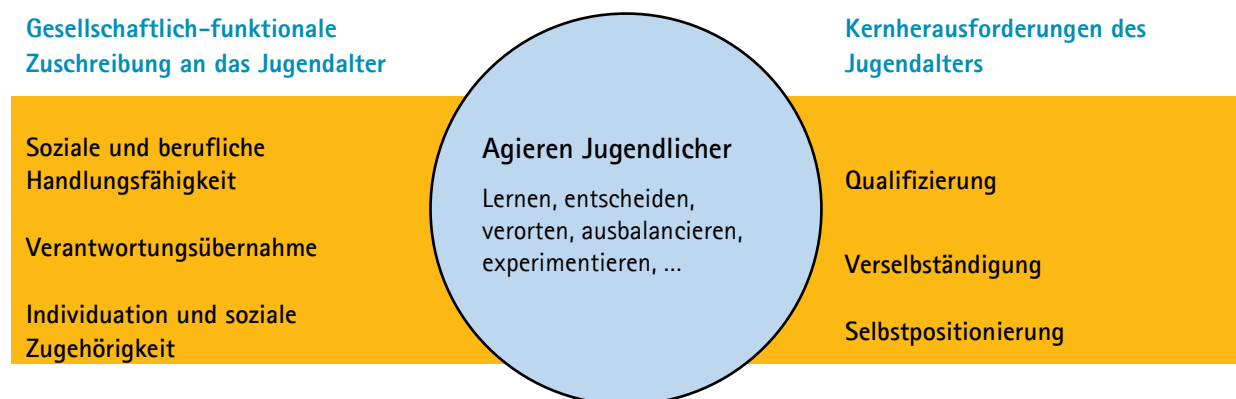 Gesellschaftlich-funktionale
Zuschreibung an das Jugendalter
Soziale und berufliche
Handlungsfähigkeit
Verantwortungsübernahme
Individuation und soziale
Zugehörigkeit
Agieren Jugendlicher
Lernen, entscheiden,
verorten, ausbalancieren,
experimentieren, ...
Kernherausforderungen des
Jugendalters
Qualifizierung
Verselbständigung
Selbstpositionierung